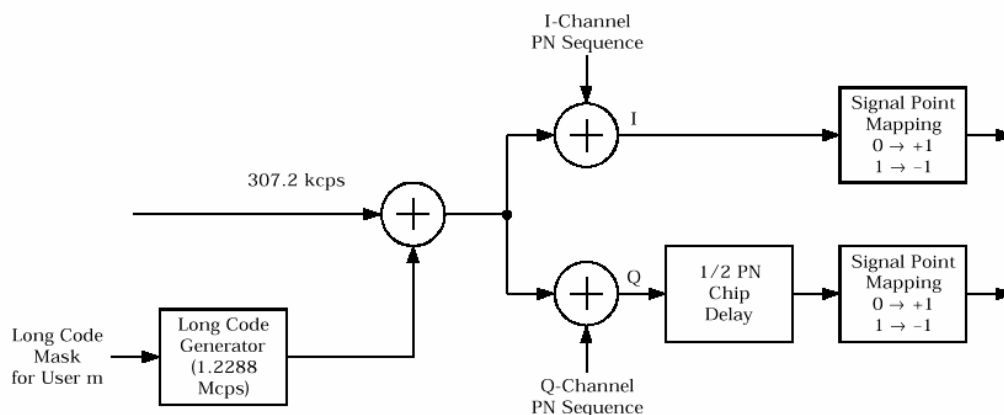 I-Channel
PN Sequence
I
Signal Point
Mapping
0 → +1
1 → –1
307.2 kcps
Q
1/2 PN
Chip
Delay
Signal Point
Mapping
0 → +1
1 → –1
Long Code
Mask
for User m
Long Code
Generator
(1.2288
Mcps)
Q-Channel
PN Sequence